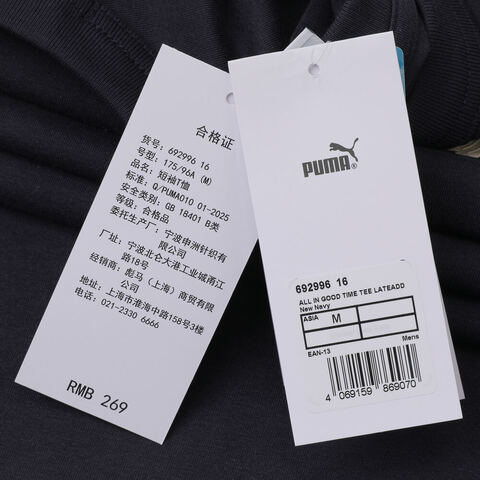 合格证
货号: 692996 16
号型: 175/96A (M)
品名: 短袖T恤
标准: Q/PUMA010 01-2025
安全类别: GB 18401 B类
等级: 合格品
委托生产厂: 宁波申洲针织有
限公司
厂址: 宁波北仑大港工业城甬江
路18号
经销商: 彪马(上海)商贸有限
公司
地址: 上海市淮海中路158号3楼
电话: 021-2330 6666
RMB 269
PUMA®
692996 16
ALL IN GOOD TIME TEE LATEADD
New Navy
ASIA M
EAN-13 Mens
4 069159 869070